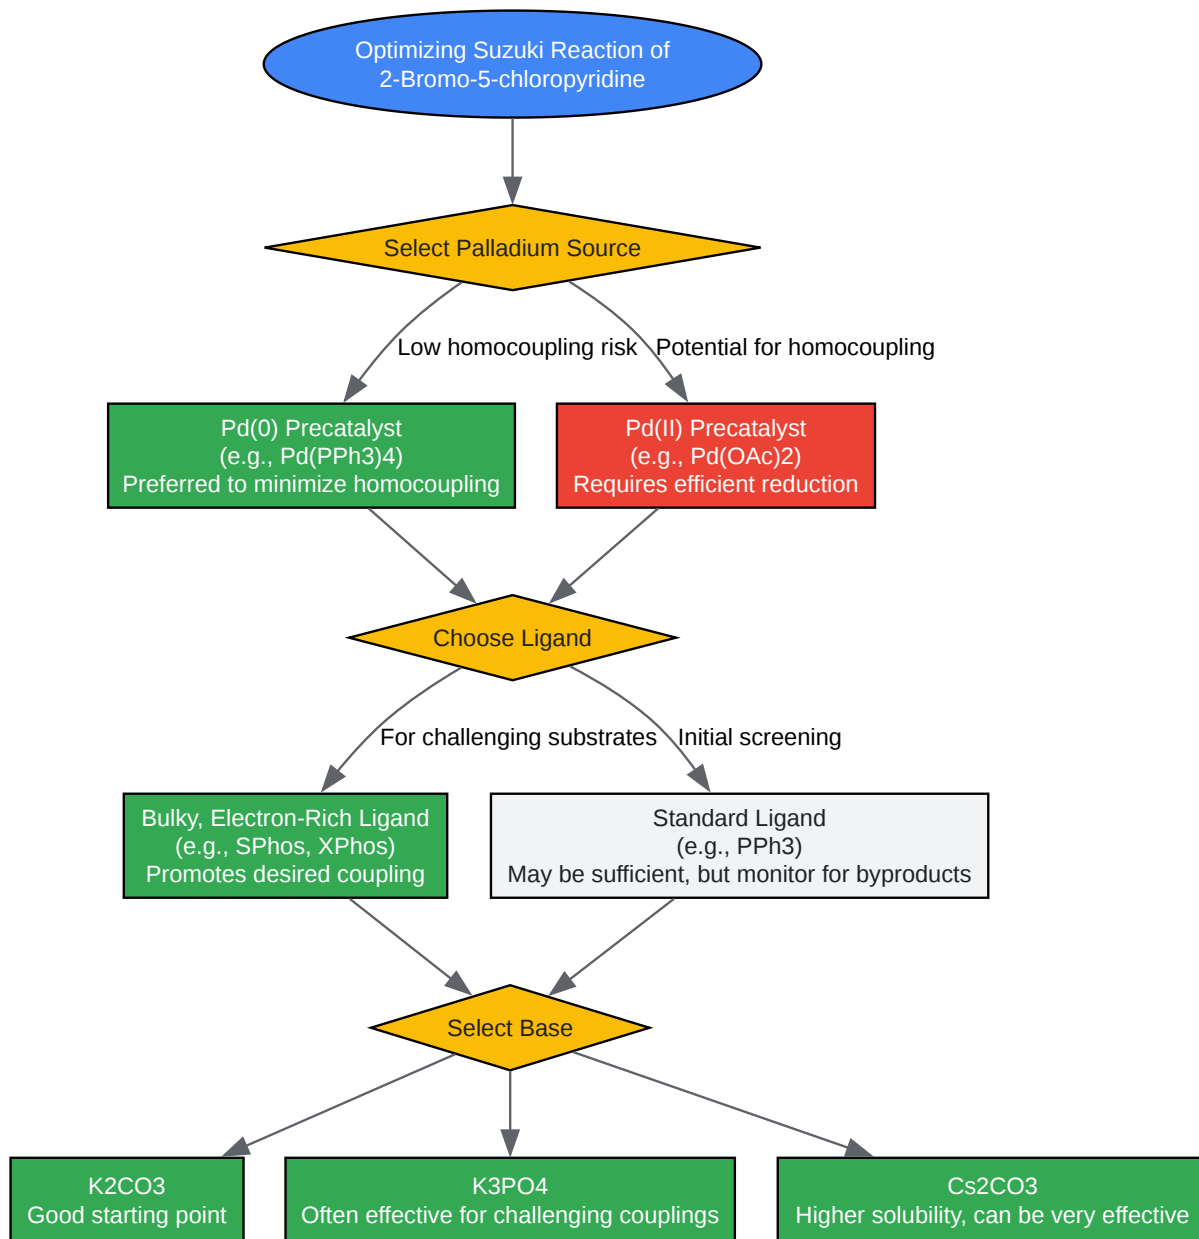 Optimizing Suzuki Reaction of
2-Bromo-5-chloropyridine
Select Palladium Source
Low homocoupling risk
Potential for homocoupling
Pd(0) Precatalyst
(e.g., Pd(PPh3)4)
Preferred to minimize homocoupling
Pd(II) Precatalyst
(e.g., Pd(OAc)2)
Requires efficient reduction
Choose Ligand
For challenging substrates
Initial screening
Bulky, Electron-Rich Ligand
(e.g., SPhos, XPhos)
Promotes desired coupling
Standard Ligand
(e.g., PPh3)
May be sufficient, but monitor for byproducts
Select Base
K2CO3
Good starting point
K3PO4
Often effective for challenging couplings
Cs2CO3
Higher solubility, can be very effective